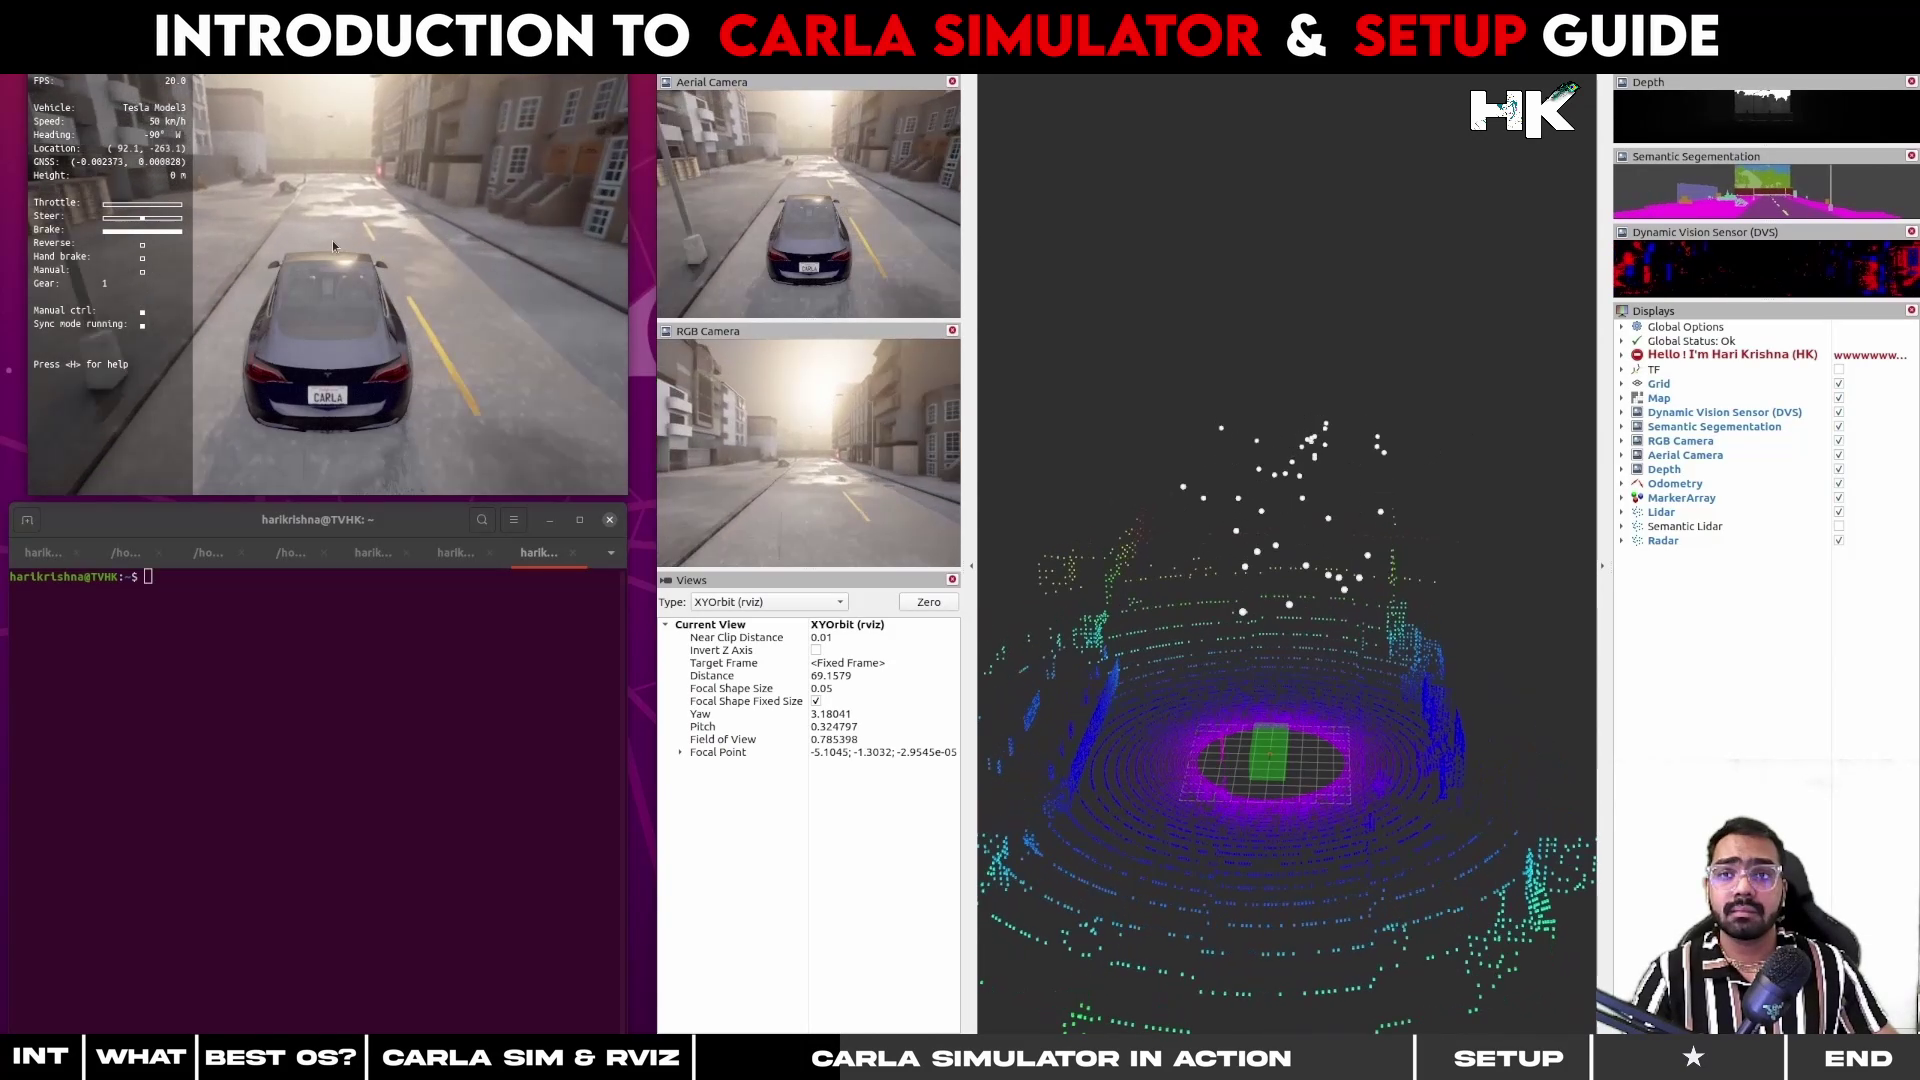 INTRODUCTION TO CARLA SIMULATOR & SETUP GUIDE
FPS: 20.0
Vehicle: Tesla Model3
Speed: 50 km/h
Heading: -90° W
Location: ( 92.1, -263.1)
GNSS: (-0.002373, 0.000828)
Height: 0 m
Throttle:
Steer:
Brake:
Reverse:
Hand brake:
Manual:
Gear: 1
Manual ctrl:
Sync mode running:
Press <H> for help
CARLA
harikrishna@TVHK: ~
harik... /ho... /ho... /ho... harik... harik... harik...
harikrishna@TVHK:~$
Aerial Camera
CARLA
RGB Camera
Views
Type: XYOrbit (rviz) Zero
Current View XYOrbit (rviz)
Near Clip Distance 0.01
Invert Z Axis
Target Frame <Fixed Frame>
Distance 69.1579
Focal Shape Size 0.05
Focal Shape Fixed Size
Yaw 3.18041
Pitch 0.324797
Field of View 0.785398
Focal Point -5.1045; -1.3032; -2.9545e-05
HK
Depth
Semantic Segementation
Dynamic Vision Sensor (DVS)
Displays
Global Options
Global Status: Ok
Hello ! I'm Hari Krishna (HK) wwwwwww...
TF
Grid
Map
Dynamic Vision Sensor (DVS)
Semantic Segementation
RGB Camera
Aerial Camera
Depth
Odometry
MarkerArray
Lidar
Semantic Lidar
Radar
INT WHAT BEST OS? CARLA SIM & RVIZ CARLA SIMULATOR IN ACTION SETUP ★ END